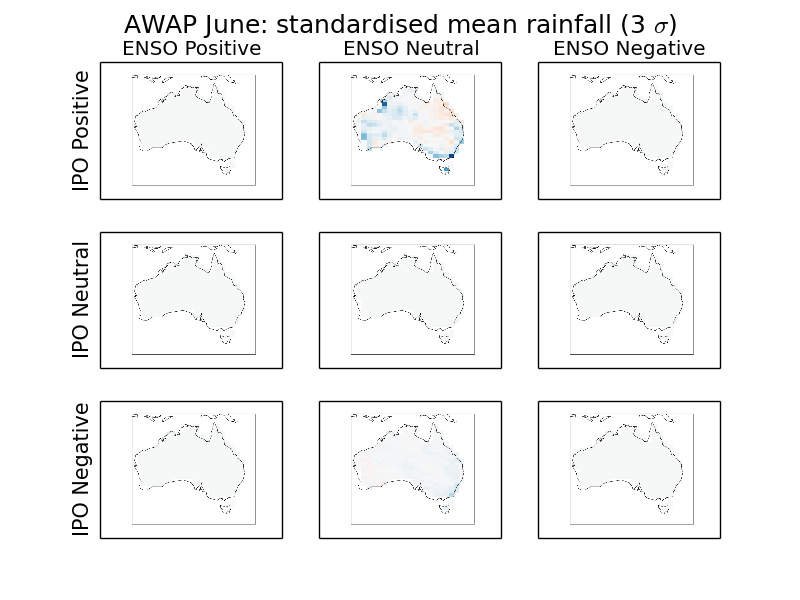 AWAP June: standardised mean rainfall (3 σ)
ENSO Positive
ENSO Neutral
ENSO Negative
IPO Positive
IPO Neutral
IPO Negative